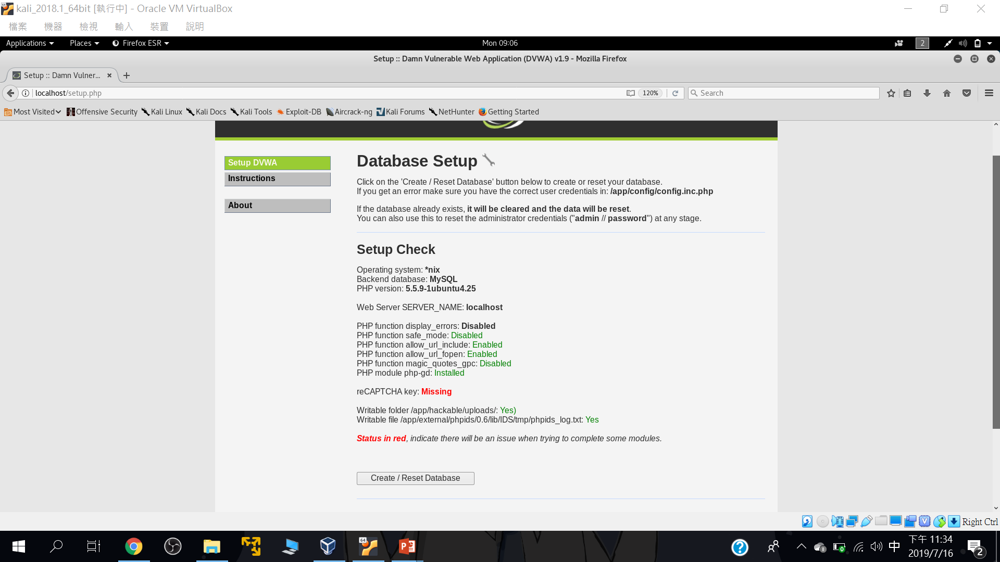 kali_2018.1_64bit [執行中] - Oracle VM VirtualBox
檔案 機器 檢視 輸入 裝置 說明
Applications Places Firefox ESR Mon 09:06 2
Setup :: Damn Vulnerable Web Application (DVWA) v1.9 - Mozilla Firefox
Setup :: Damn Vulner...
localhost/setup.php 120% Search
Most Visited Offensive Security Kali Linux Kali Docs Kali Tools Exploit-DB Aircrack-ng Kali Forums NetHunter Getting Started
Setup DVWA
Instructions
About
Database Setup
Click on the 'Create / Reset Database' button below to create or reset your database.
If you get an error make sure you have the correct user credentials in: /app/config/config.inc.php
If the database already exists, it will be cleared and the data will be reset.
You can also use this to reset the administrator credentials ("admin // password") at any stage.
Setup Check
Operating system: *nix
Backend database: MySQL
PHP version: 5.5.9-1ubuntu4.25
Web Server SERVER_NAME: localhost
PHP function display_errors: Disabled
PHP function safe_mode: Disabled
PHP function allow_url_include: Enabled
PHP function allow_url_fopen: Enabled
PHP function magic_quotes_gpc: Disabled
PHP module php-gd: Installed
reCAPTCHA key: Missing
Writable folder /app/hackable/uploads/: Yes)
Writable file /app/external/phpids/0.6/lib/IDS/tmp/phpids_log.txt: Yes
Status in red, indicate there will be an issue when trying to complete some modules.
Create / Reset Database
Right Ctrl
64
中
下午 11:34
2019/7/16
2